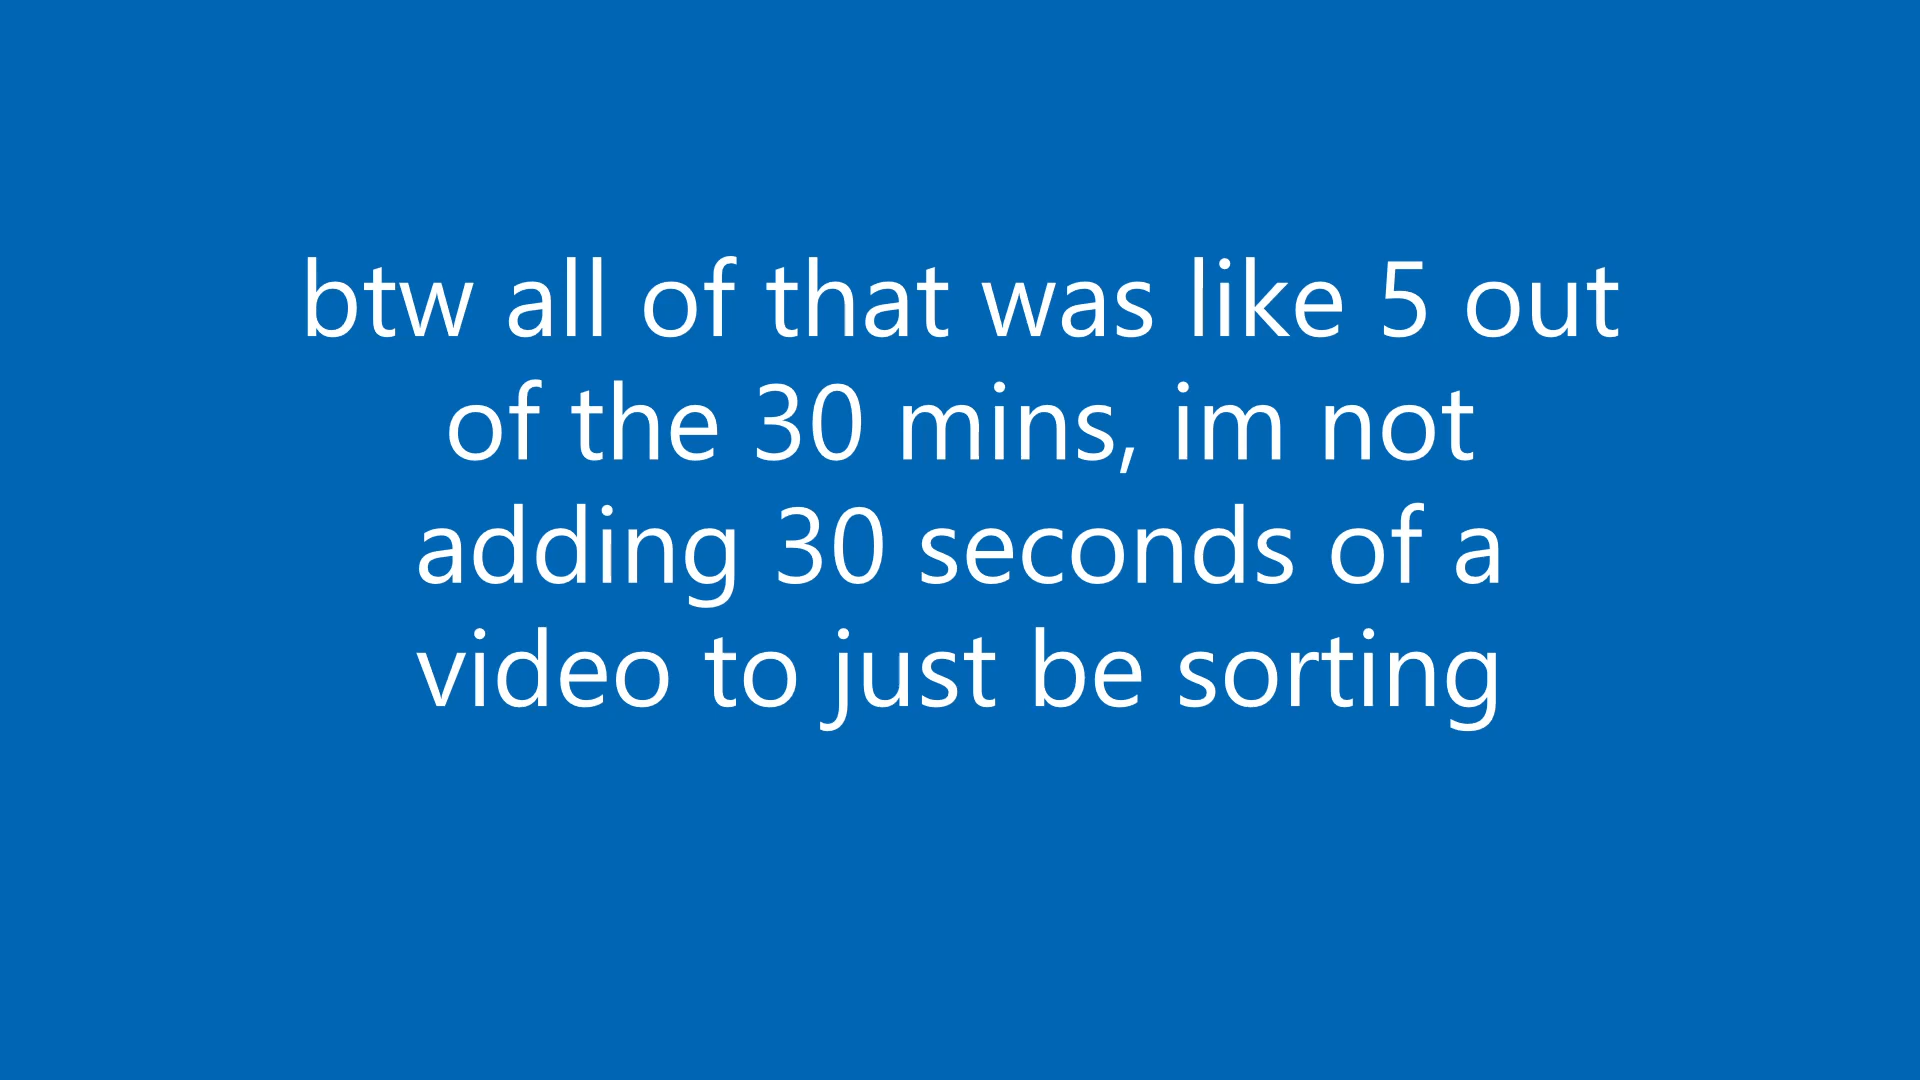 btw all of that was like 5 out
of the 30 mins, im not
adding 30 seconds of a
video to just be sorting